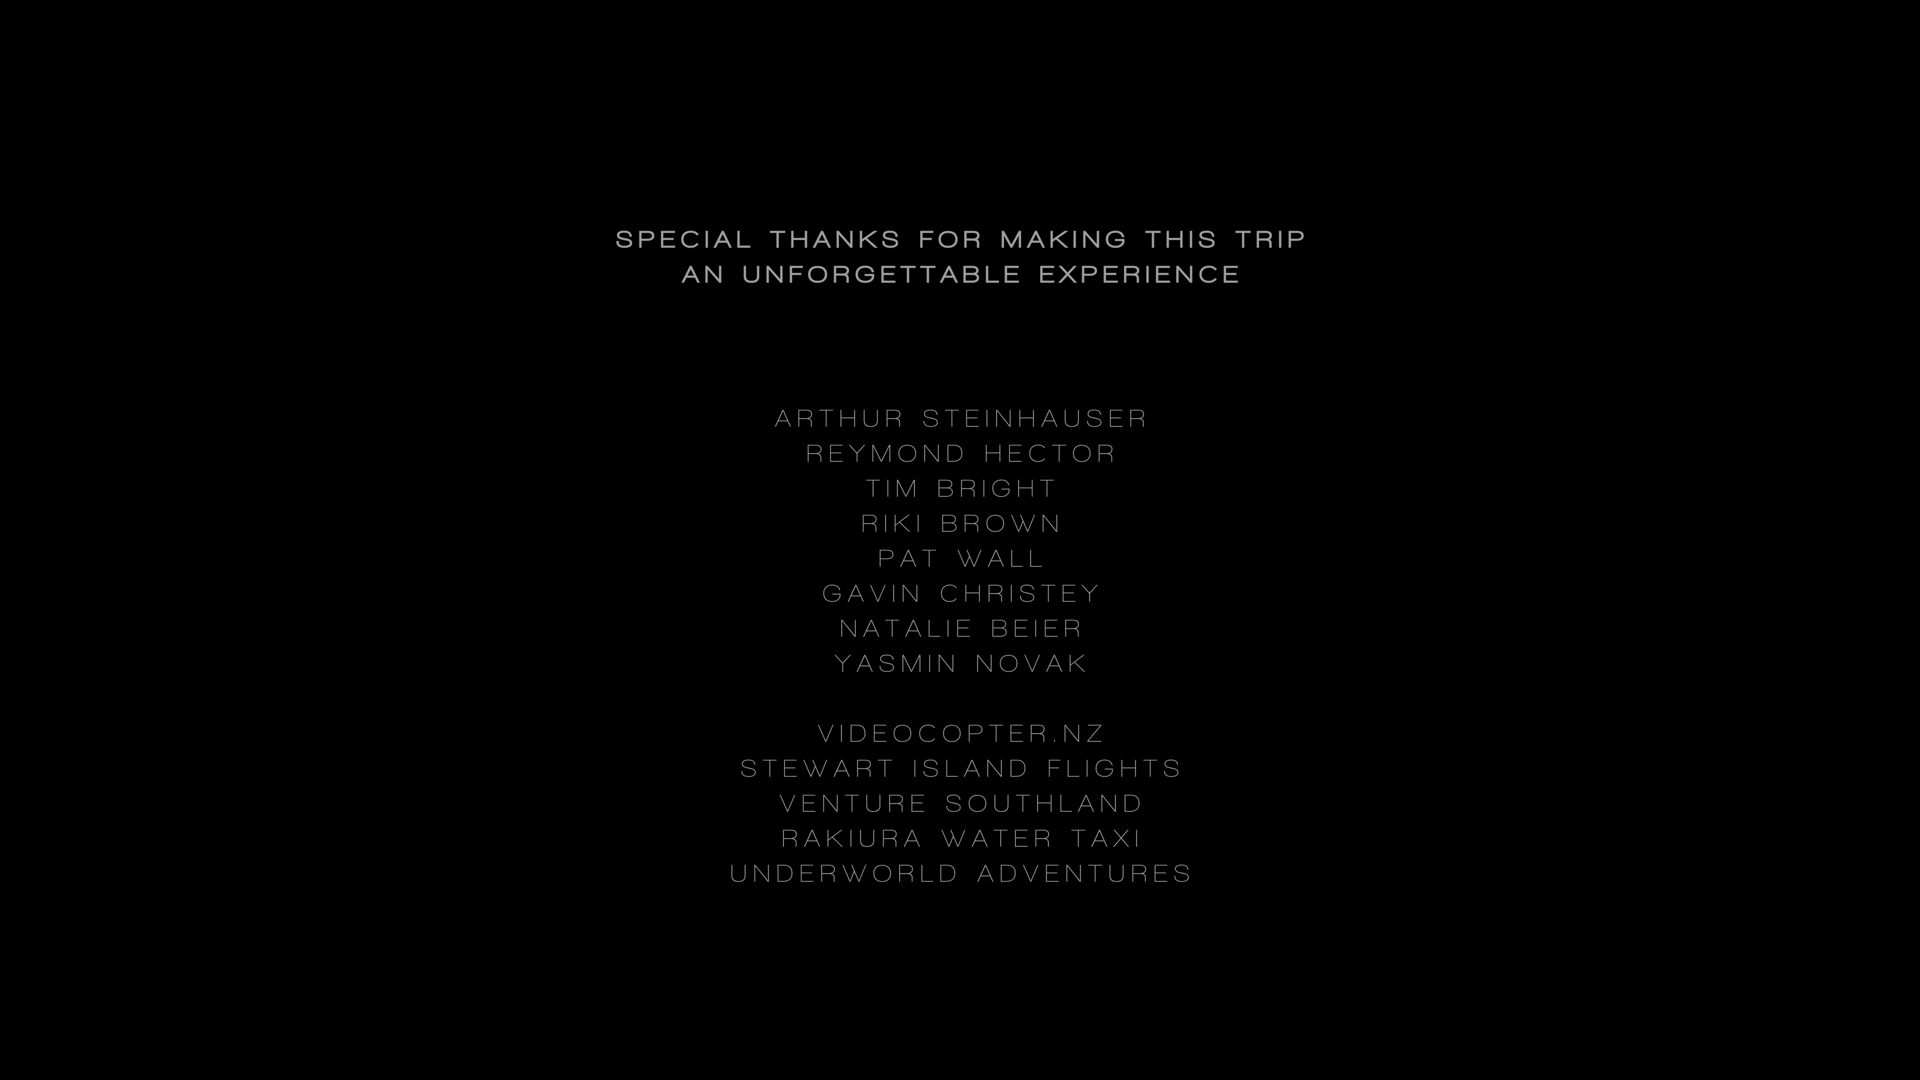 SPECIAL THANKS FOR MAKING THIS TRIP
AN UNFORGETTABLE EXPERIENCE
ARTHUR STEINHAUSER
REYMOND HECTOR
TIM BRIGHT
RIKI BROWN
PAT WALL
GAVIN CHRISTEY
NATALIE BEIER
YASMIN NOVAK
VIDEOCOPTER.NZ
STEWART ISLAND FLIGHTS
VENTURE SOUTHLAND
RAKIURA WATER TAXI
UNDERWORLD ADVENTURES